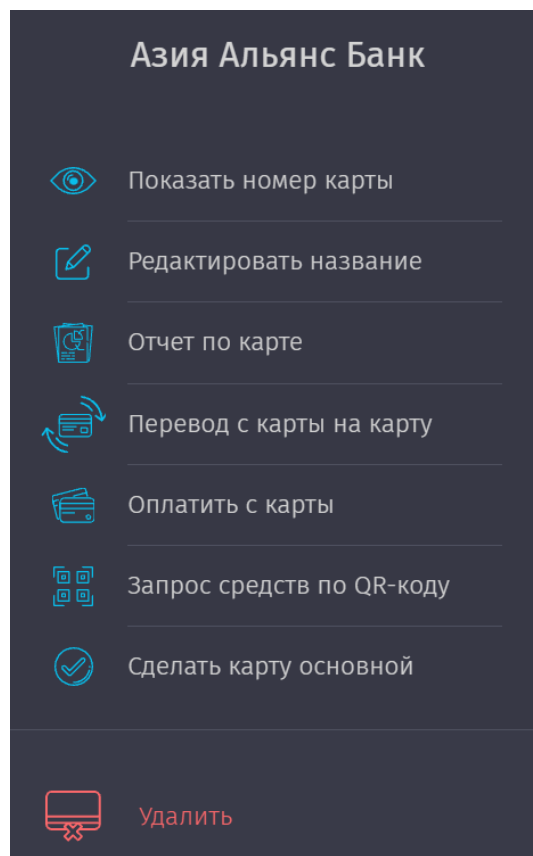 Азия Альянс Банк
Показать номер карты
Редактировать название
Отчет по карте
Перевод с карты на карту
Оплатить с карты
Запрос средств по QR-коду
Сделать карту основной
Удалить